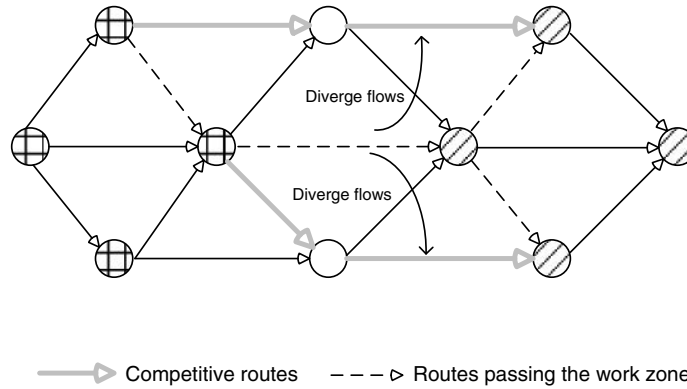 Diverge flows
Diverge flows
Competitive routes
Routes passing the work zone